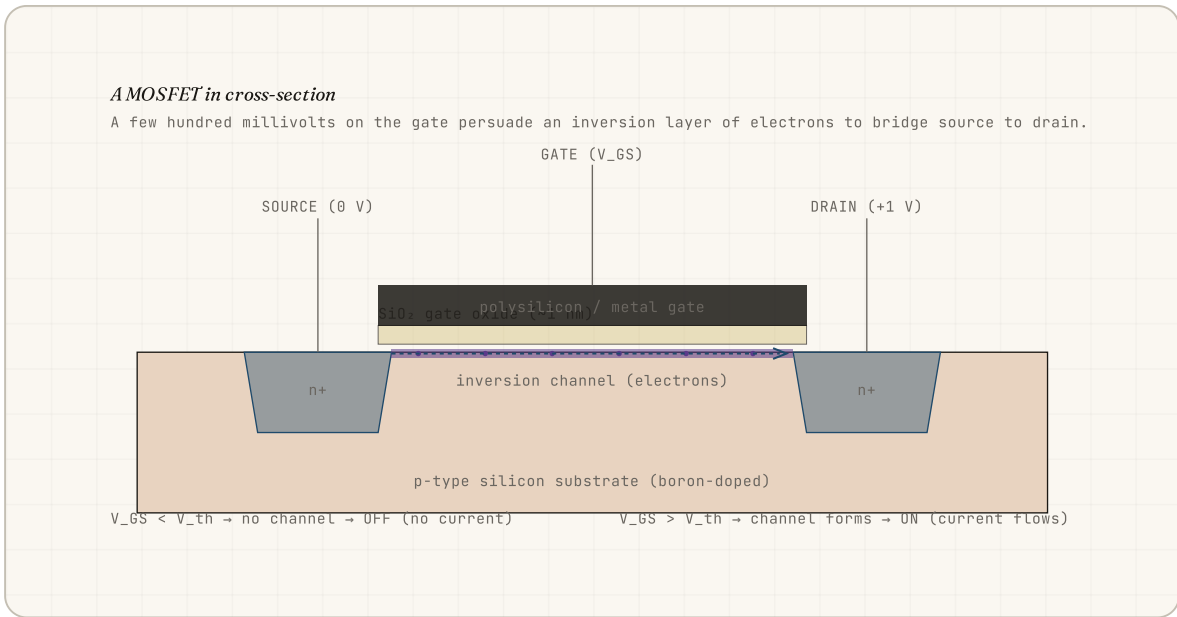 A MOSFET in cross-section
A few hundred millivolts on the gate persuade an inversion layer of electrons to bridge source to drain.
GATE (V_GS)
SOURCE (0 V)
DRAIN (+1 V)
polysilicon / metal gate
SiO₂ gate oxide (~1 nm)
inversion channel (electrons)
n+
n+
p-type silicon substrate (boron-doped)
V_GS < V_th → no channel → OFF (no current)
V_GS > V_th → channel forms → ON (current flows)